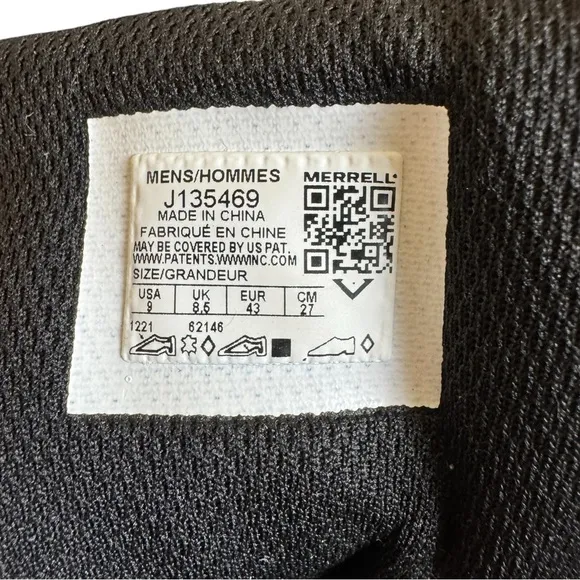 MENS/HOMMES
MERRELL
J135469
MADE IN CHINA
FABRIQUÉ EN CHINE
MAY BE COVERED BY US PAT.
WWW.PATENTS.WWWINC.COM
SIZE/GRANDEUR
USA UK EUR CM
9 8.5 43 27
1221 62146